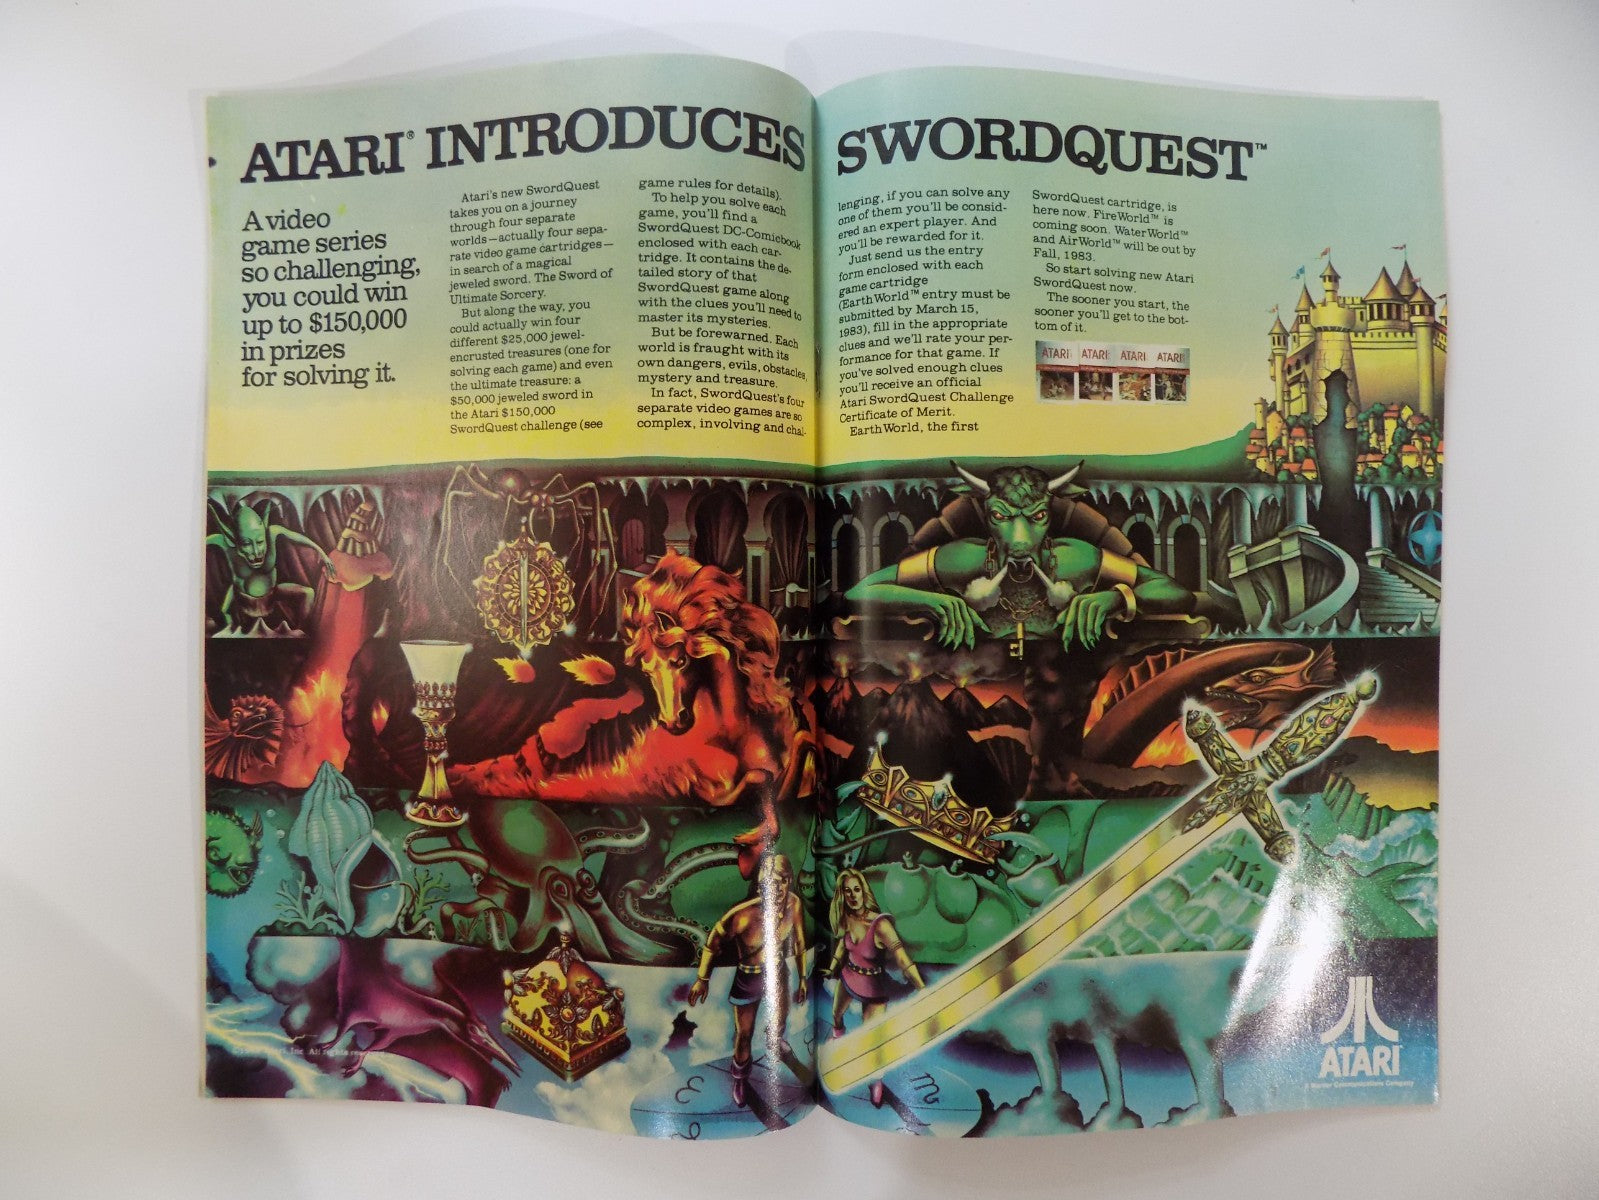 ATARI® INTRODUCES SWORDQUEST™
A video
game series
so challenging,
you could win
up to $150,000
in prizes
for solving it.
Atari's new SwordQuest
takes you on a journey
through four separate
worlds—actually four sepa-
rate video game cartridges—
in search of a magical
jeweled sword. The Sword of
Ultimate Sorcery.
But along the way, you
could actually win four
different $25,000 jewel-
encrusted treasures (one for
solving each game) and even
the ultimate treasure: a
$50,000 jeweled sword in
the Atari $150,000
SwordQuest challenge (see
game rules for details).
To help you solve each
game, you'll find a
SwordQuest DC-Comicbook
enclosed with each car-
tridge. It contains the de-
tailed story of that
SwordQuest game along
with the clues you'll need to
master its mysteries.
But be forewarned. Each
world is fraught with its
own dangers, evils, obstacles,
mystery and treasure.
In fact, SwordQuest's four
separate video games are so
complex, involving and chal-
lenging, if you can solve any
one of them you'll be consid-
ered an expert player. And
you'll be rewarded for it.
Just send us the entry
form enclosed with each
game cartridge
(EarthWorld™ entry must be
submitted by March 15,
1983), fill in the appropriate
clues and we'll rate your per-
formance for that game. If
you've solved enough clues
you'll receive an official
Atari SwordQuest Challenge
Certificate of Merit.
EarthWorld, the first
SwordQuest cartridge, is
here now. FireWorld™ is
coming soon. WaterWorld™
and AirWorld™ will be out by
Fall, 1983.
So start solving new Atari
SwordQuest now.
The sooner you start, the
sooner you'll get to the bot-
tom of it.
ATARI ATARI ATARI ATARI
Atari, Inc. All rights
ATARI
A Warner Communications Company